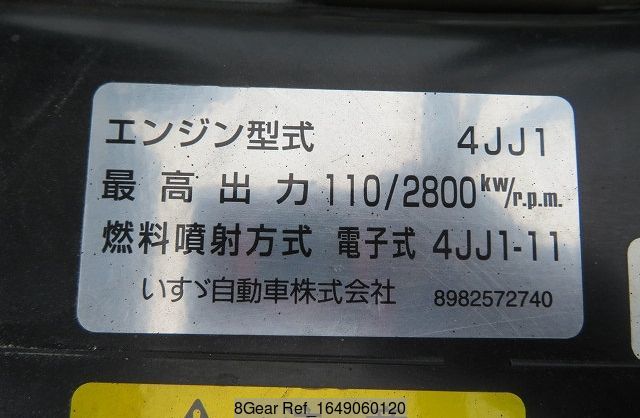 エンジン型式 4JJ1
最高出力 110/2800 kw/r.p.m.
燃料噴射方式 電子式 4JJ1-11
いすゞ自動車株式会社 8982572740
8Gear Ref_1649060120